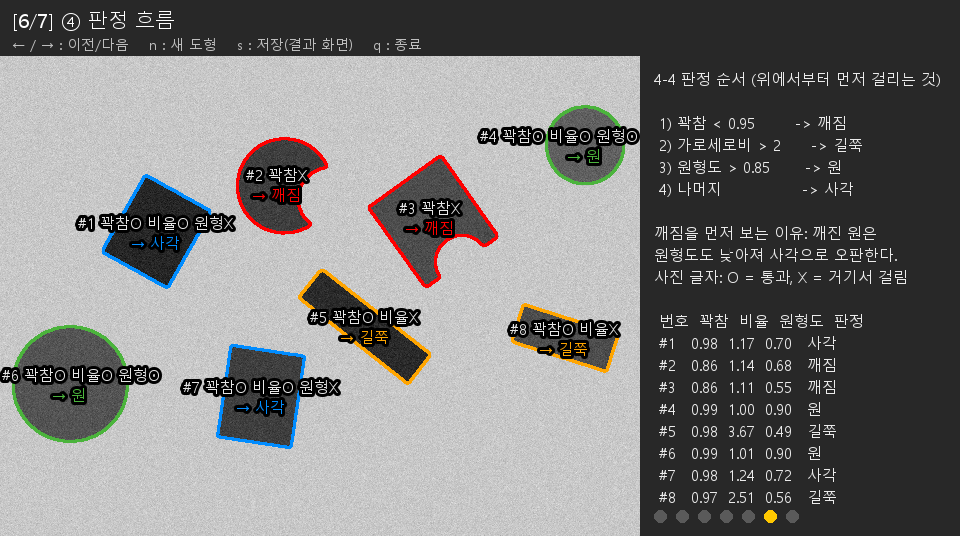 [6/7] ④ 판정 흐름
← / → : 이전/다음 n : 새 도형 s : 저장(결과 화면) q : 종료
#4 꽉참O 비율O 원형O
→ 원
#2 꽉참X
→ 깨짐
#3 꽉참X
→ 깨짐
#1 꽉참O 비율O 원형X
→ 사각
#5 꽉참O 비율X
→ 길쭉
#8 꽉참O 비율X
→ 길쭉
#6 꽉참O 비율O 원형O
→ 원
#7 꽉참O 비율O 원형X
→ 사각
4-4 판정 순서 (위에서부터 먼저 걸리는 것)
1) 꽉참 < 0.95 -> 깨짐
2) 가로세로비 > 2 -> 길쭉
3) 원형도 > 0.85 -> 원
4) 나머지 -> 사각
깨짐을 먼저 보는 이유: 깨진 원은
원형도도 낮아져 사각으로 오판한다.
사진 글자: O = 통과, X = 거기서 걸림
번호 꽉참 비율 원형도 판정
#1 0.98 1.17 0.70 사각
#2 0.86 1.14 0.68 깨짐
#3 0.86 1.11 0.55 깨짐
#4 0.99 1.00 0.90 원
#5 0.98 3.67 0.49 길쭉
#6 0.99 1.01 0.90 원
#7 0.98 1.24 0.72 사각
#8 0.97 2.51 0.56 길쭉